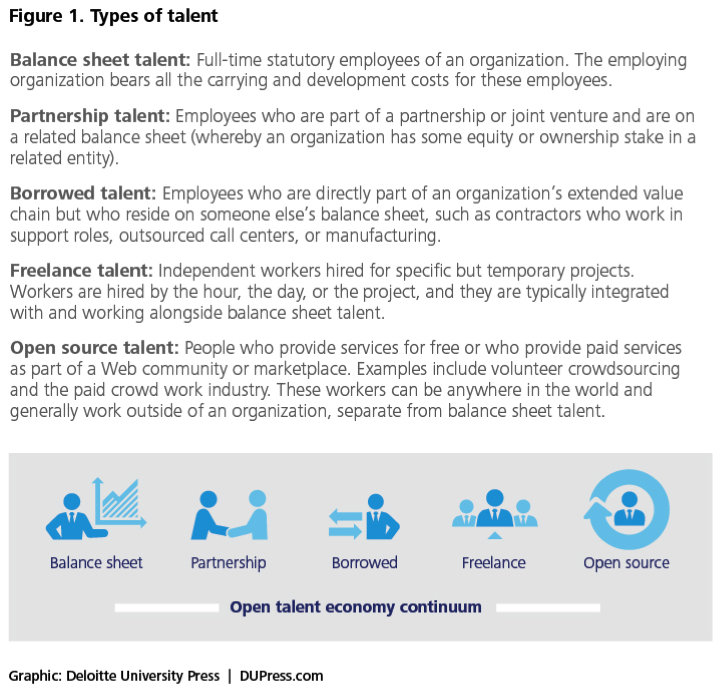 Figure 1. Types of talent
Balance sheet talent: Full-time statutory employees of an organization. The employing
organization bears all the carrying and development costs for these employees.
Partnership talent: Employees who are part of a partnership or joint venture and are on
a related balance sheet (whereby an organization has some equity or ownership stake in a
related entity).
Borrowed talent: Employees who are directly part of an organization’s extended value
chain but who reside on someone else’s balance sheet, such as contractors who work in
support roles, outsourced call centers, or manufacturing.
Freelance talent: Independent workers hired for specific but temporary projects.
Workers are hired by the hour, the day, or the project, and they are typically integrated
with and working alongside balance sheet talent.
Open source talent: People who provide services for free or who provide paid services
as part of a Web community or marketplace. Examples include volunteer crowdsourcing
and the paid crowd work industry. These workers can be anywhere in the world and
generally work outside of an organization, separate from balance sheet talent.
Balance sheet Partnership Borrowed Freelance Open source
Open talent economy continuum
Graphic: Deloitte University Press | DUPress.com